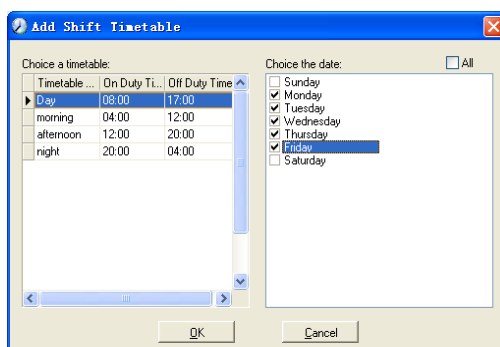 Add Shift Timetable
Choice a timetable:
Choice the date:
All
Timetable ... On Duty Ti... Off Duty Time
Day 08:00 17:00
morning 04:00 12:00
afternoon 12:00 20:00
night 20:00 04:00
Sunday
Monday
Tuesday
Wednesday
Thursday
Friday
Saturday
OK
Cancel